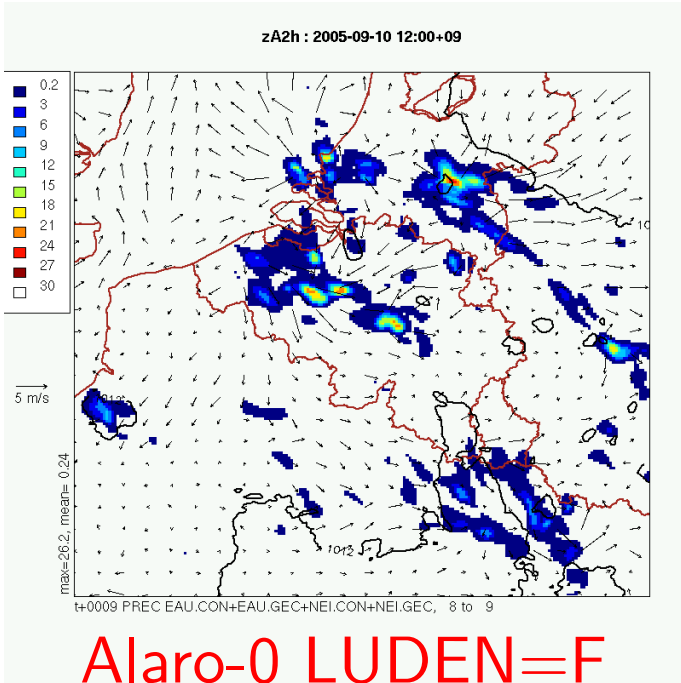 zA2h : 2005-09-10 12:00+09
0.2
3
6
9
12
15
18
21
24
27
30
10
5 m/s
1012
max=26.2, mean= 0.24
t+0009 PREC EAU.CON+EAU.GEC+NEI.CON+NEI.GEC, 8 to 9
Alaro-0 LUDEN=F